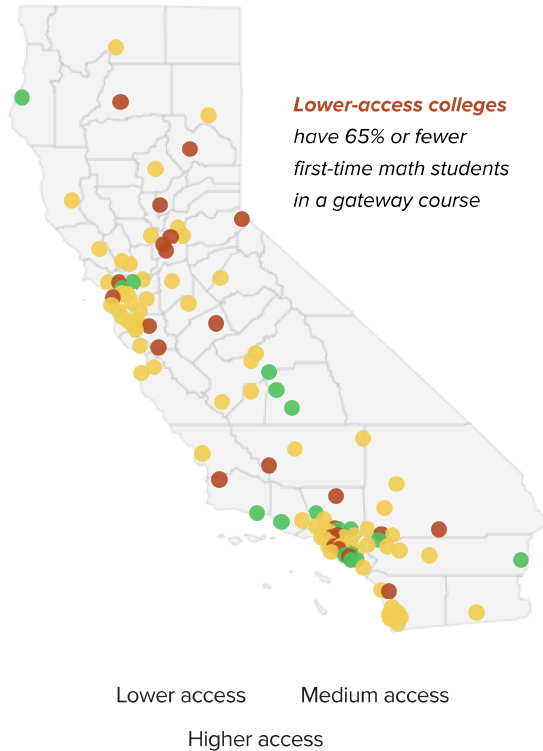 Lower-access colleges
have 65% or fewer
first-time math students
in a gateway course
Lower access Medium access
Higher access